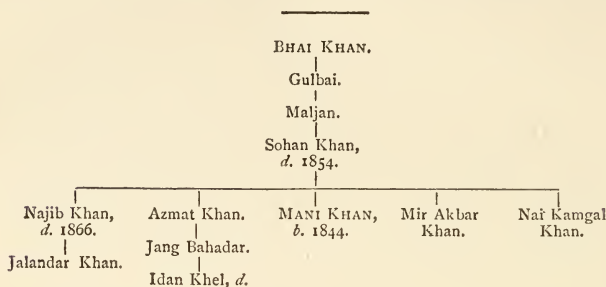 BHAI KHAN.
Gulbai.
Maljan.
Sohan Khan,
d. 1854.
Najib Khan, Azmat Khan. MANI KHAN, Mir Akbar Nar Kamgal
d. 1866. b. 1844. Khan. Khan.
Jang Bahadar.
Jalandar Khan.
Idan Khel, d.